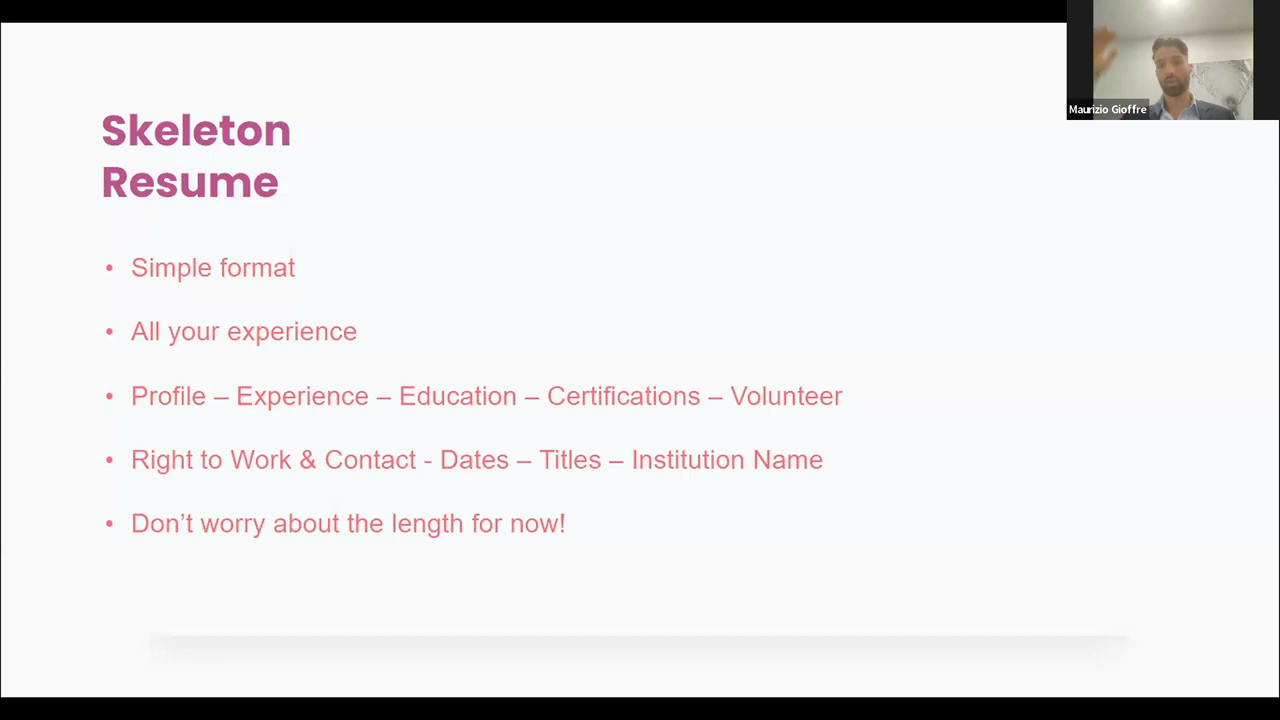 Skeleton
Resume
• Simple format
• All your experience
• Profile – Experience – Education – Certifications – Volunteer
• Right to Work & Contact - Dates – Titles – Institution Name
• Don’t worry about the length for now!
Maurizio Gioffre